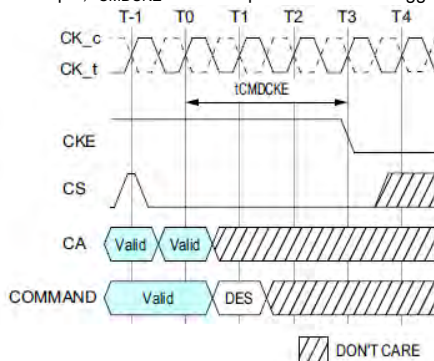 T-1 T0 T1 T2 T3 T4
CK_c
CK_t
tCMDCKE
CKE
CS
CA Valid Valid
COMMAND Valid DES
DON'T CARE